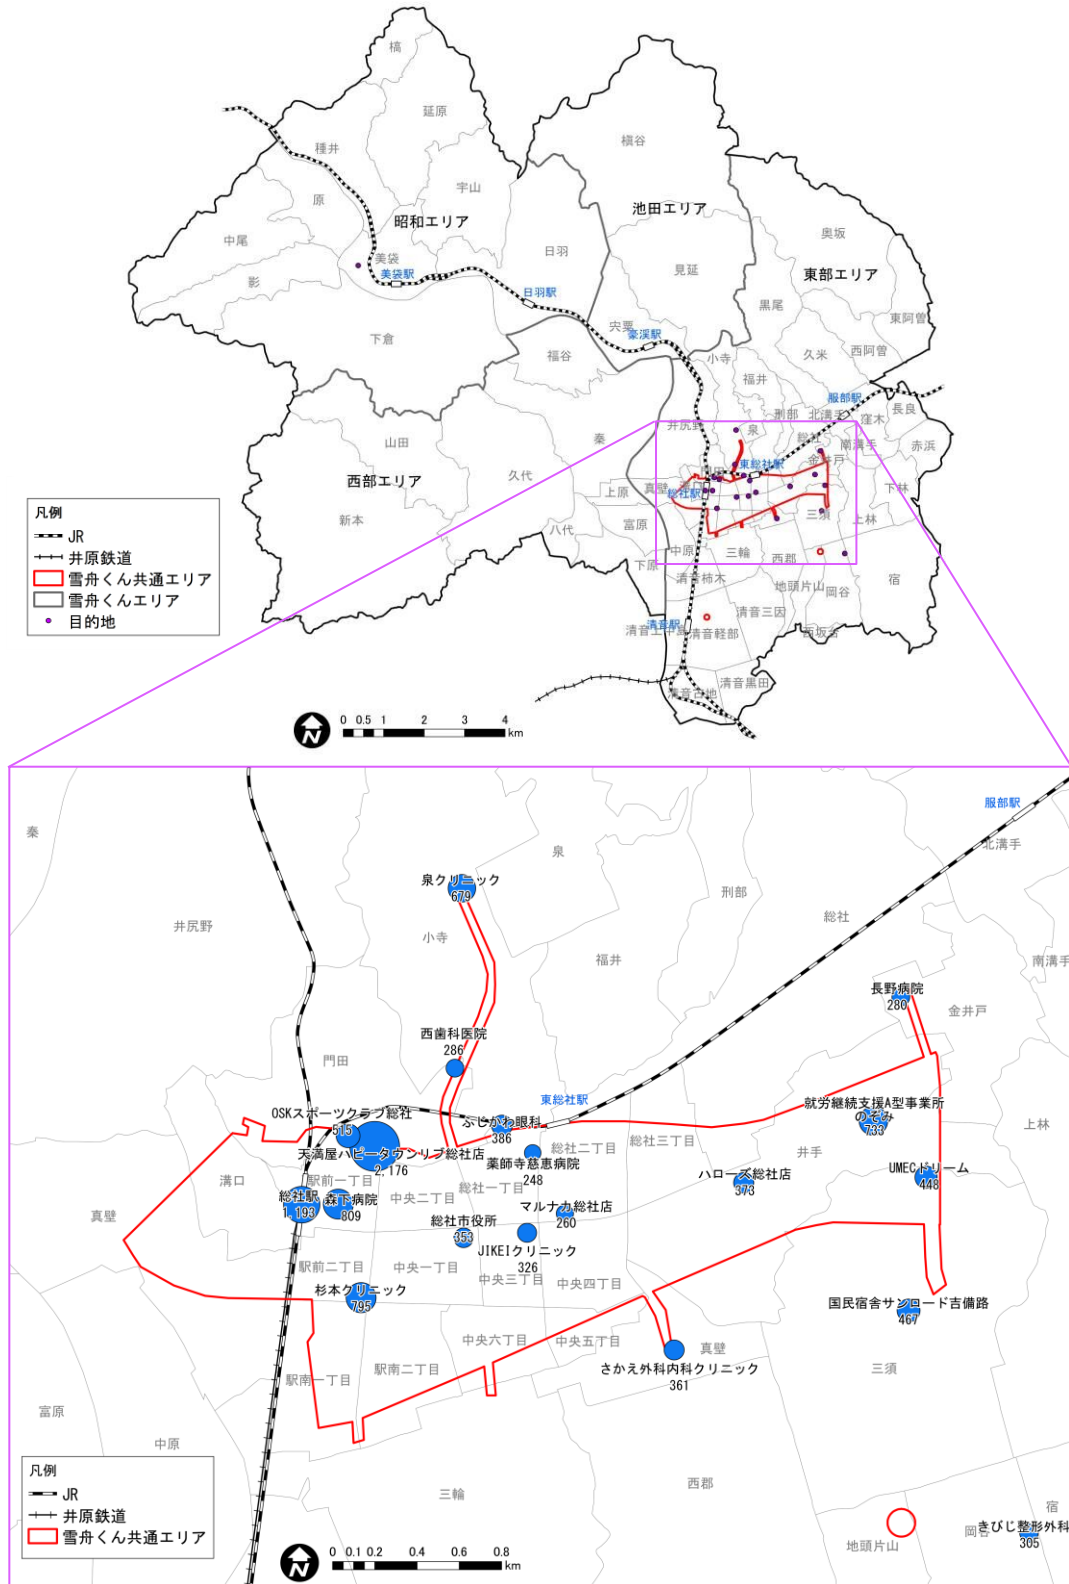 槁
延原
種井
槇谷
宇山
原
昭和エリア
池田エリア
中尾
日羽
奥坂
美袋
見延
東部エリア
美袋駅
影
日羽駅
黒尾
宍粟
東阿曽
下倉
豪渓駅
福谷
小寺
久米
西阿曽
福井
服部駅
長良
刑部
北溝手
窪木
井尻野
泉
山田
秦
総社
南溝手
赤浜
金井戸
西部エリア
久代
門田
東総社駅
溝口
総社駅
上原
真壁
下林
新本
八代
富原
三須
上林
中原
三輪
西郡
下原
清音柿木
地頭片山
岡谷
宿
清音三因
清音駅
清音上中島
清音軽部
西坂台
清音黒田
清音古地
凡例
JR
井原鉄道
雪舟くん共通エリア
雪舟くんエリア
目的地
N
0 0.5 1 2 3 4
km
服部駅
秦
北溝手
泉
泉クリニック
679
刑部
井尻野
小寺
総社
福井
南溝手
長野病院
280
金井戸
西歯科医院
286
門田
東総社駅
OSKスポーツクラブ総社
515
ふじかわ眼科
386
就労継続支援A型事業所
のぞみ
733
上林
天満屋ハピータウンリブ総社店
2,176
総社二丁目
総社三丁目
井手
薬師寺慈恵病院
248
ハローズ総社店
373
UMECドリーム
448
溝口
駅前一丁目
総社駅
1,193
森下病院
809
中央二丁目
総社一丁目
マルナカ総社店
260
真壁
総社市役所
353
JIKEIクリニック
326
駅前二丁目
中央一丁目
中央三丁目
中央四丁目
杉本クリニック
795
国民宿舎サンロード吉備路
467
中央六丁目
中央五丁目
真壁
さかえ外科内科クリニック
361
三須
駅南一丁目
駅南二丁目
富原
中原
三輪
西郡
宿
岡谷
きびじ整形外科
305
地頭片山
凡例
JR
井原鉄道
雪舟くん共通エリア
N
0 0.1 0.2 0.4 0.6 0.8
km